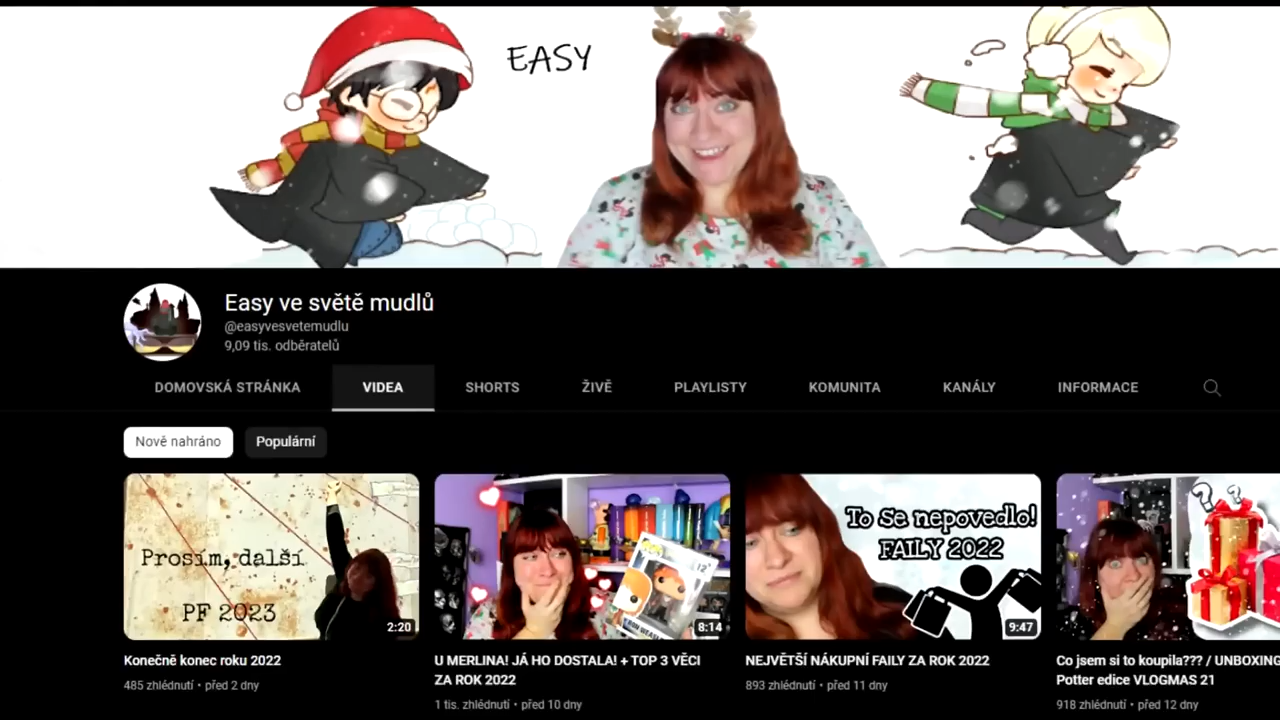 EASY
Easy ve světě mudlů
@easyvesvetemudlu
9,09 tis. odběratelů
DOMOVSKÁ STRÁNKA
VIDEA
SHORTS
ŽIVĚ
PLAYLISTY
KOMUNITA
KANÁLY
INFORMACE
Nově nahráno
Populární
Prosím, další
PF 2023
2:20
POP!
8:14
To se nepovedlo!
FAILY 2022
9:47
Konečně konec roku 2022
485 zhlédnutí • před 2 dny
U MERLINA! JÁ HO DOSTALA! + TOP 3 VĚCI
ZA ROK 2022
1 tis. zhlédnutí • před 10 dny
NEJVĚTŠÍ NÁKUPNÍ FAILY ZA ROK 2022
893 zhlédnutí • před 11 dny
Co jsem si to koupila??? / UNBOXING
Potter edice VLOGMAS 21
918 zhlédnutí • před 12 dny